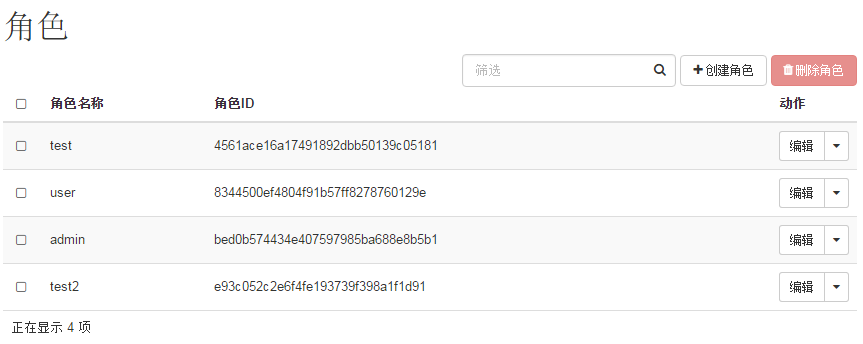 角色
筛选 创建角色 删除角色
角色名称 角色ID 动作
test 4561ace16a17491892dbb50139c05181 编辑
user 8344500ef4804f91b57ff8278760129e 编辑
admin bed0b574434e407597985ba688e8b5b1 编辑
test2 e93c052c2e6f4fe193739f398a1f1d91 编辑
正在显示 4 项